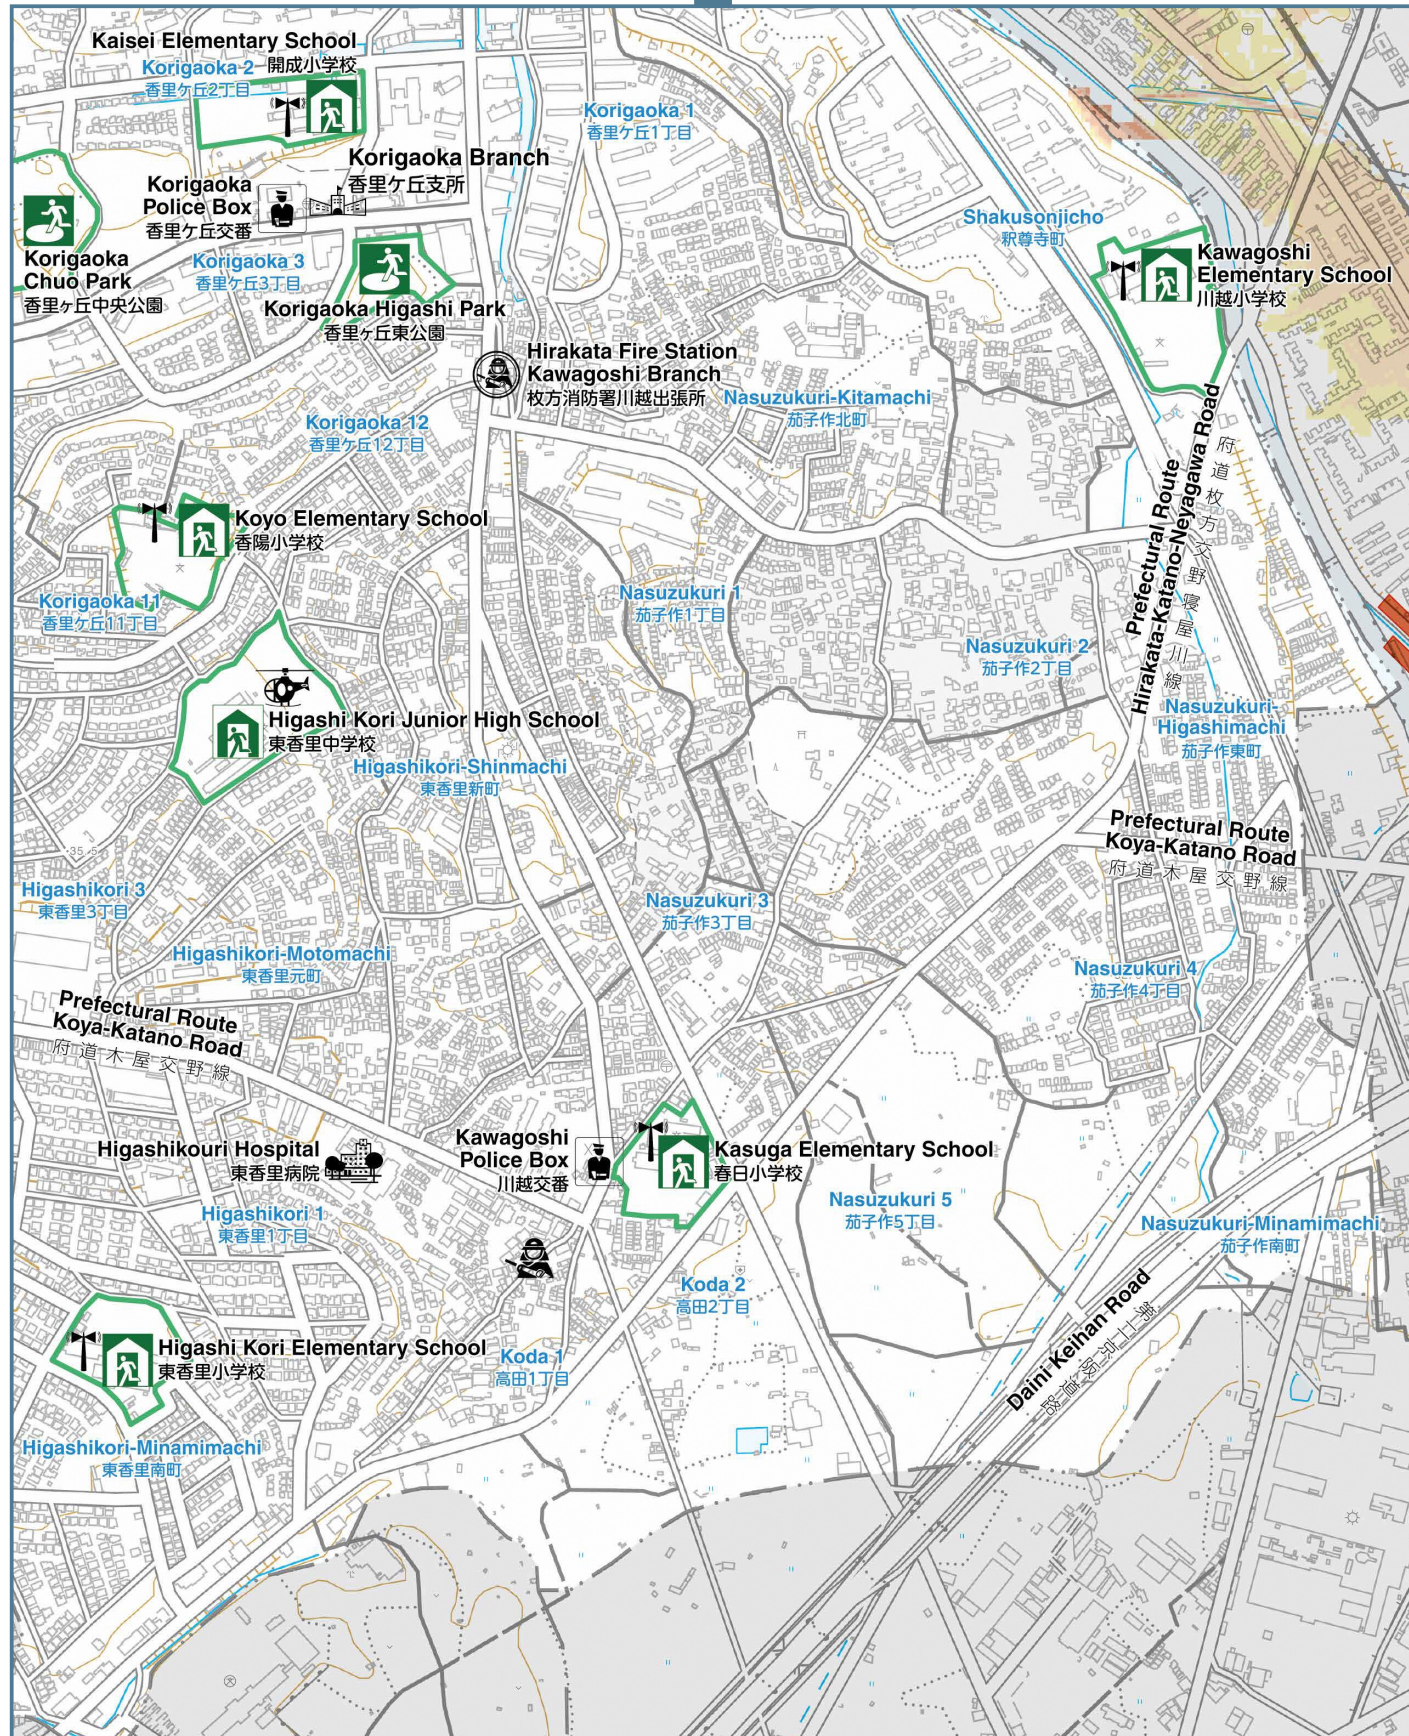 Kaisei Elementary School
開成小学校
Korigaoka 2
香里ケ丘2丁目
Korigaoka 1
香里ケ丘1丁目
Korigaoka Branch
香里ケ丘支所
Korigaoka
Police Box
香里ケ丘交番
Korigaoka
Chuo Park
香里ヶ丘中央公園
Korigaoka 3
香里ケ丘3丁目
Korigaoka Higashi Park
香里ヶ丘東公園
Shakusonjicho
釈尊寺町
Kawagoshi
Elementary School
川越小学校
Hirakata Fire Station
Kawagoshi Branch
枚方消防署川越出張所
Nasuzukuri-Kitamachi
茄子作北町
Korigaoka 12
香里ケ丘12丁目
Prefectural Route
Hirakata-Katano-Neyagawa Road
府道枚方交野寝屋川線
Koyo Elementary School
香陽小学校
Korigaoka 11
香里ケ丘11丁目
Nasuzukuri 1
茄子作1丁目
Nasuzukuri 2
茄子作2丁目
Nasuzukuri-
Higashimachi
茄子作東町
Higashi Kori Junior High School
東香里中学校
Higashikori-Shinmachi
東香里新町
Prefectural Route
Koya-Katano Road
府道木屋交野線
35.5
Higashikori 3
東香里3丁目
Nasuzukuri 3
茄子作3丁目
Higashikori-Motomachi
東香里元町
Nasuzukuri 4
茄子作4丁目
Prefectural Route
Koya-Katano Road
府道木屋交野線
Higashikouri Hospital
東香里病院
Kawagoshi
Police Box
川越交番
Kasuga Elementary School
春日小学校
Higashikori 1
東香里1丁目
Nasuzukuri 5
茄子作5丁目
Nasuzukuri-Minamimachi
茄子作南町
Koda 2
高田2丁目
Daini Keihan Road
第二京阪道路
Higashi Kori Elementary School
東香里小学校
Koda 1
高田1丁目
Higashikori-Minamimachi
東香里南町